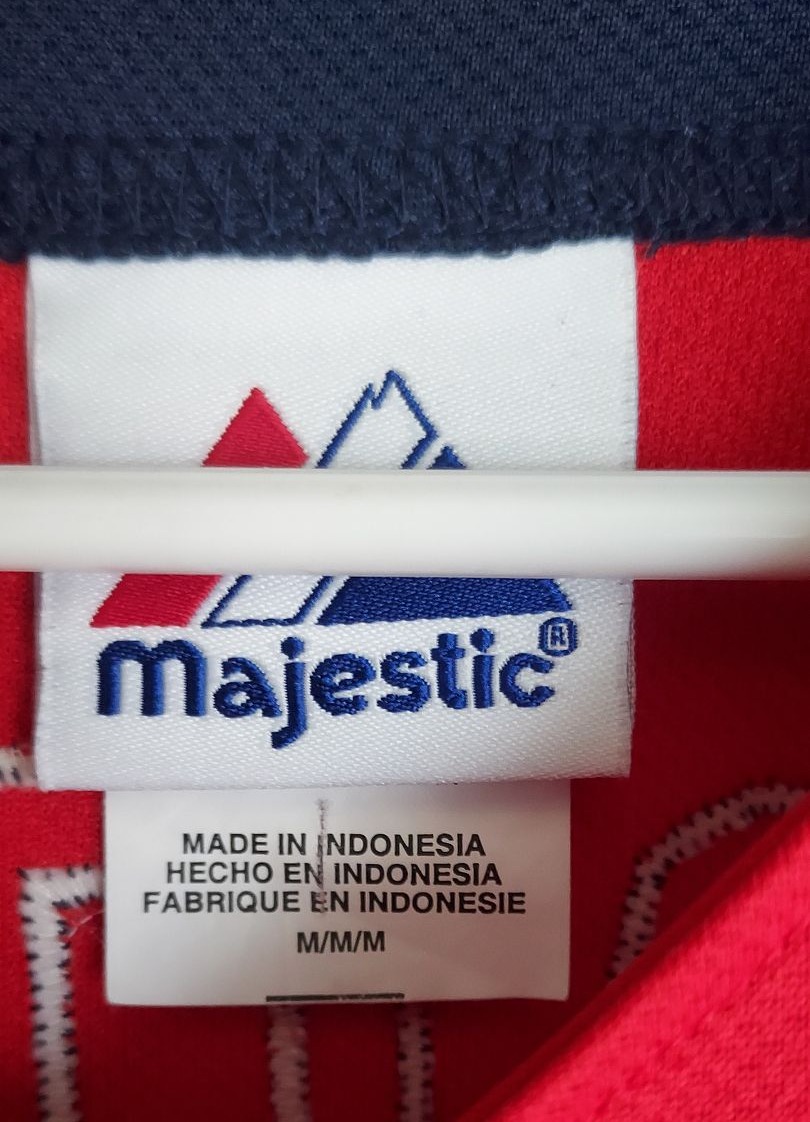 majestic®
MADE IN INDONESIA
HECHO EN INDONESIA
FABRIQUE EN INDONESIE
M/M/M